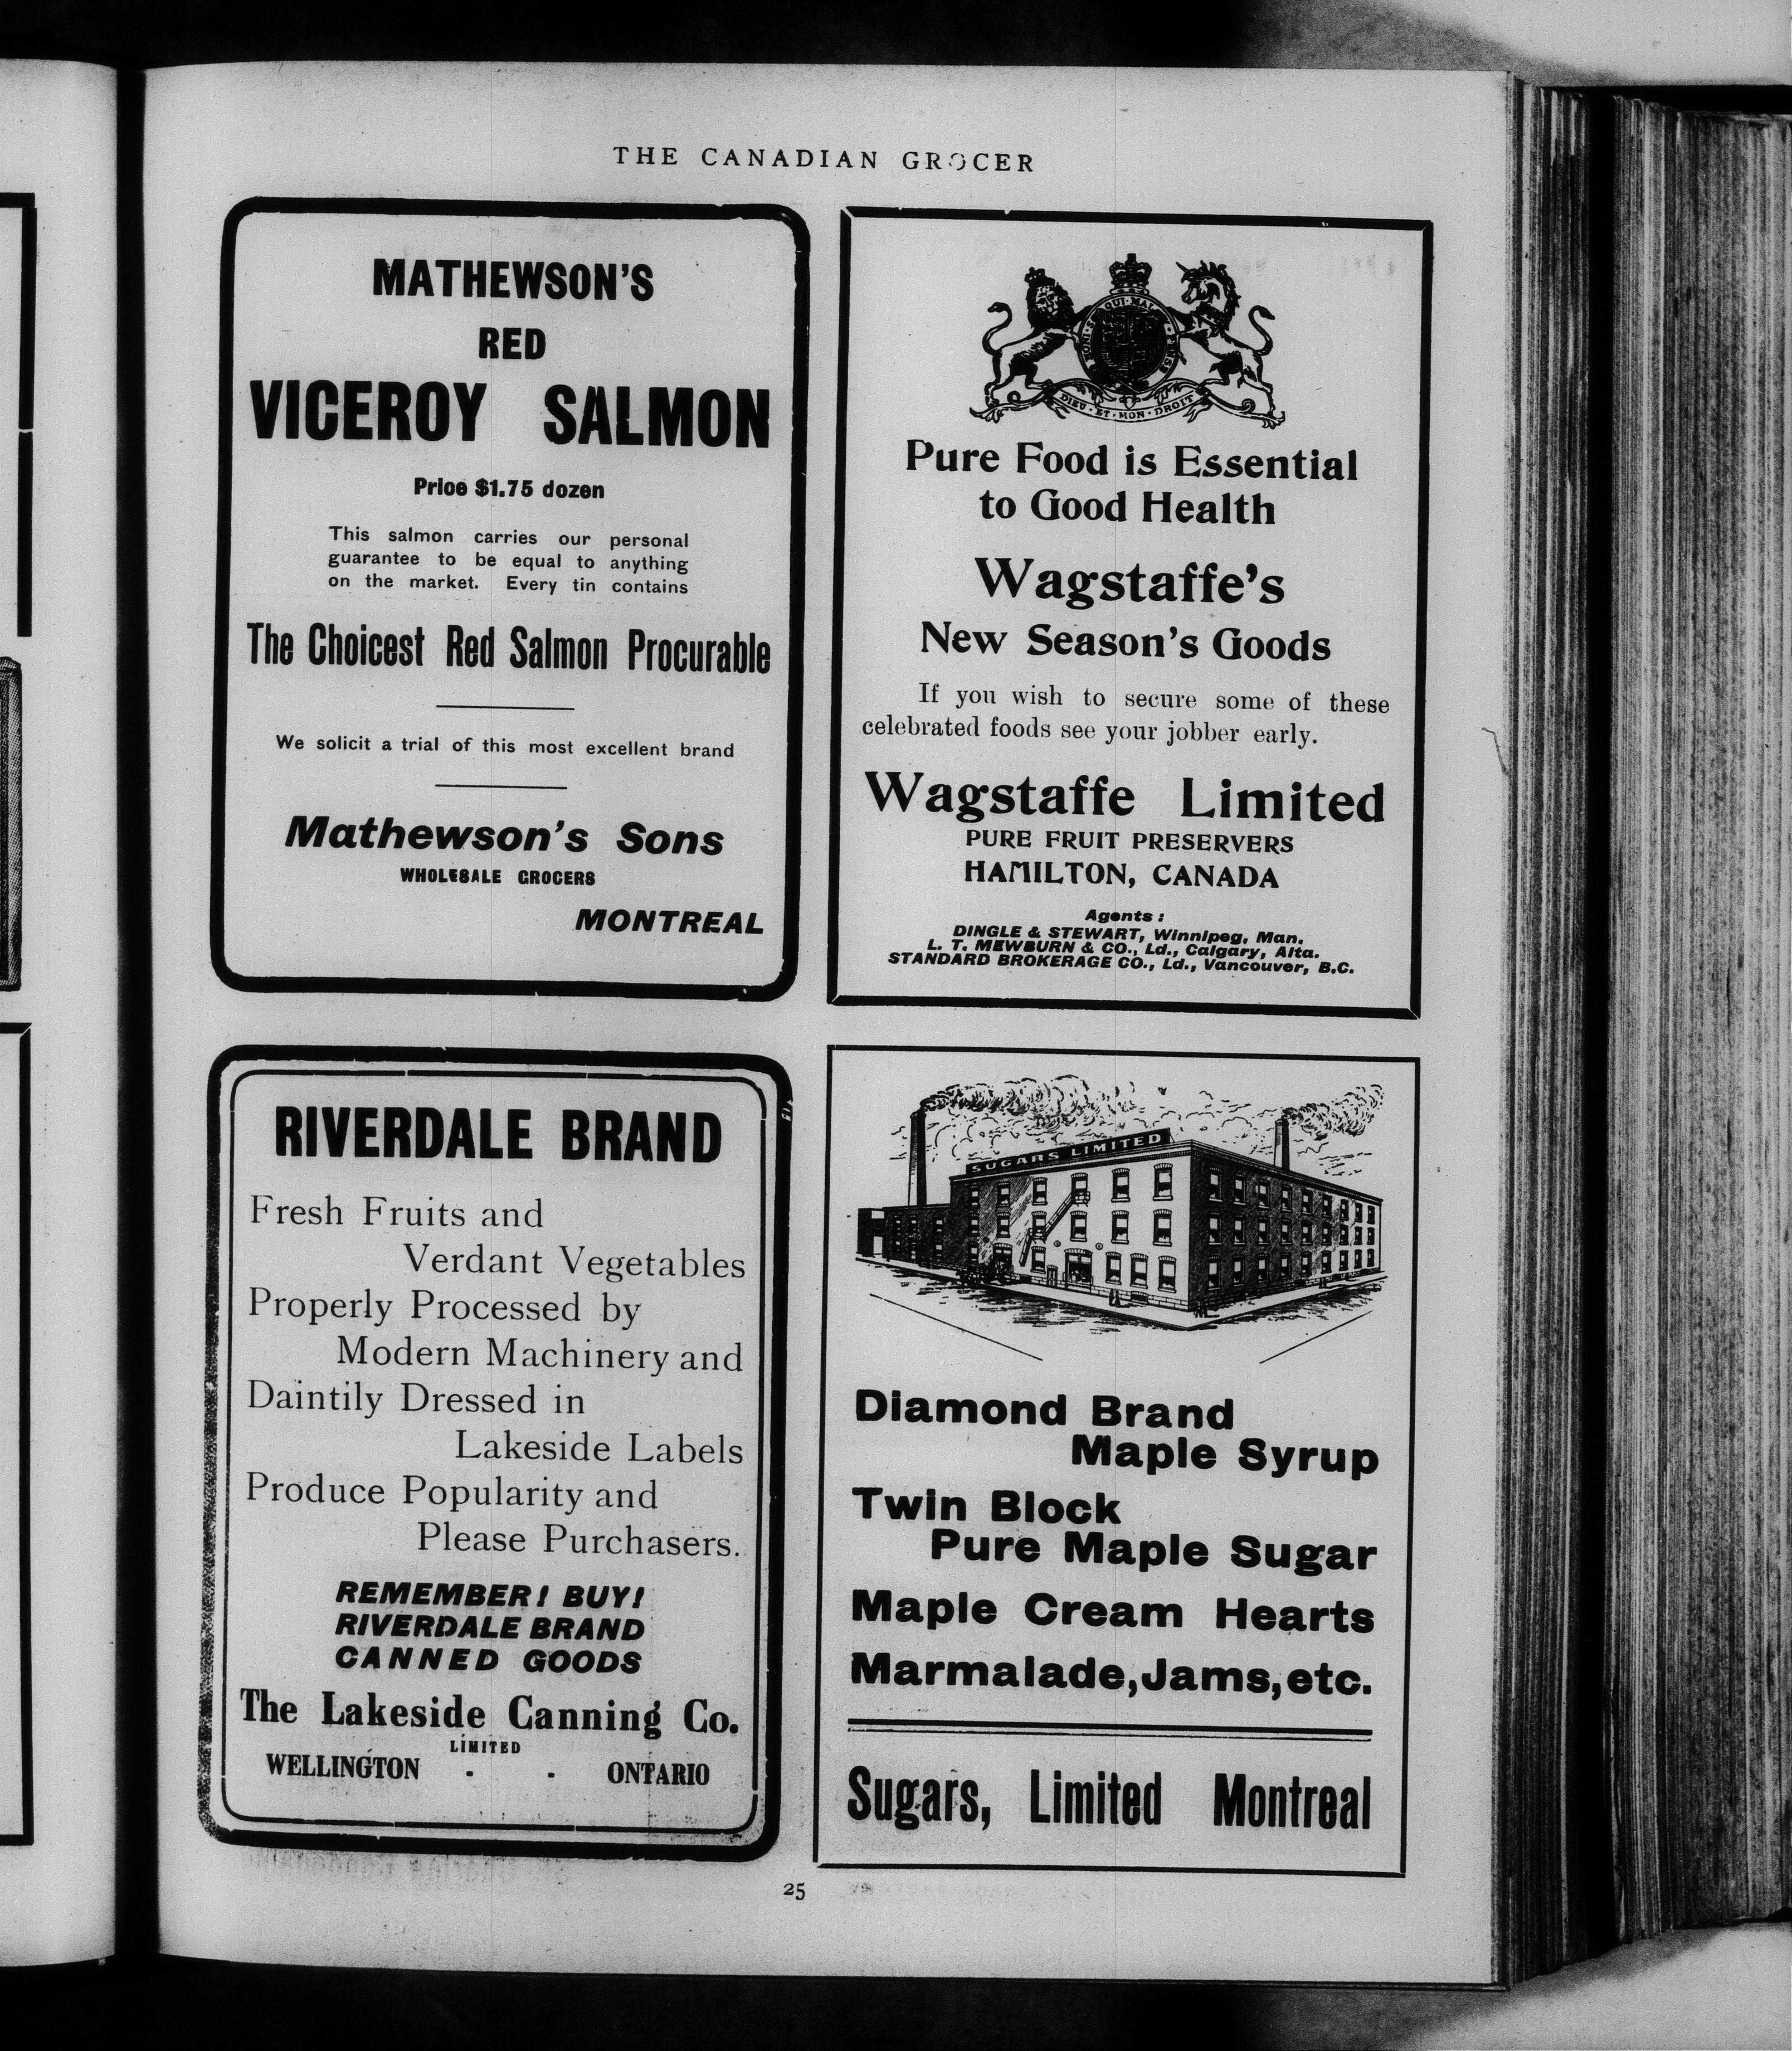 THE CANADIAN GROCER
MATHEWSON'S
RED
VICEROY SALMON
Price $1.75 dozen
This salmon carries our personal
guarantee to be equal to anything
on the market. Every tin contains
The Choicest Red Salmon Procurable
We solicit a trial of this most excellent brand
Mathewson's Sons
WHOLESALE GROCERS
MONTREAL
DIEU · ET · MON · DROIT
Pure Food is Essential
to Good Health
Wagstaffe's
New Season's Goods
If you wish to secure some of these
celebrated foods see your jobber early.
Wagstaffe Limited
PURE FRUIT PRESERVERS
HAMILTON, CANADA
Agents:
DINGLE & STEWART, Winnipeg, Man.
L. T. MEWBURN & CO., Ld., Calgary, Alta.
STANDARD BROKERAGE CO., Ld., Vancouver, B.C.
RIVERDALE BRAND
Fresh Fruits and
Verdant Vegetables
Properly Processed by
Modern Machinery and
Daintily Dressed in
Lakeside Labels
Produce Popularity and
Please Purchasers.
REMEMBER! BUY!
RIVERDALE BRAND
CANNED GOODS
The Lakeside Canning Co.
LIMITED
WELLINGTON - - ONTARIO
SUGARS LIMITED
Diamond Brand
Maple Syrup
Twin Block
Pure Maple Sugar
Maple Cream Hearts
Marmalade, Jams, etc.
Sugars, Limited Montreal
25